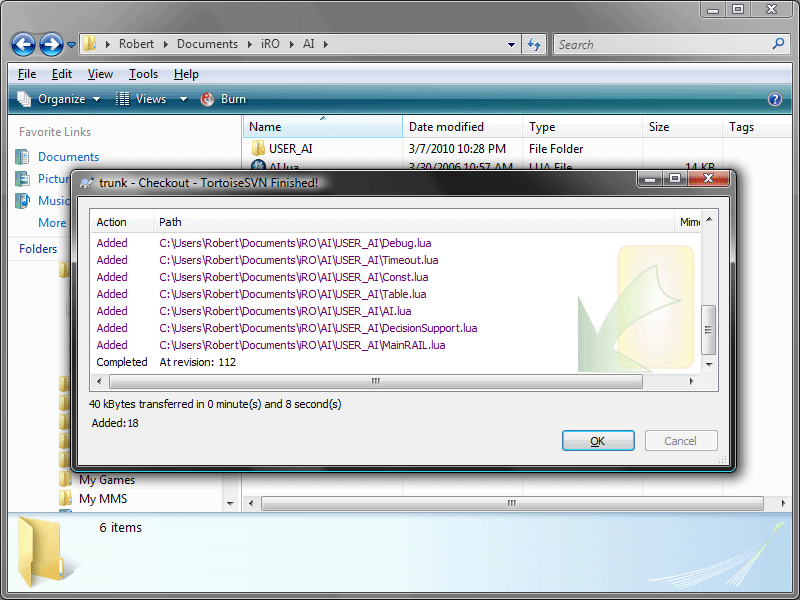 Robert Documents iRO AI
Search
File Edit View Tools Help
Organize Views Burn
Favorite Links
Documents
Pictur
Music
More
Folders
Name Date modified Type Size Tags
USER_AI 3/7/2010 10:28 PM File Folder
AI.lua 3/30/2006 10:57 AM LUA File 14 KB
trunk - Checkout - TortoiseSVN Finished!
Action Path Mime
Added C:\Users\Robert\Documents\iRO\AI\USER_AI\Debug.lua
Added C:\Users\Robert\Documents\iRO\AI\USER_AI\Timeout.lua
Added C:\Users\Robert\Documents\iRO\AI\USER_AI\Const.lua
Added C:\Users\Robert\Documents\iRO\AI\USER_AI\Table.lua
Added C:\Users\Robert\Documents\iRO\AI\USER_AI\AI.lua
Added C:\Users\Robert\Documents\iRO\AI\USER_AI\DecisionSupport.lua
Added C:\Users\Robert\Documents\iRO\AI\USER_AI\MainRAIL.lua
Completed At revision: 112
40 kBytes transferred in 0 minute(s) and 8 second(s)
Added:18
OK Cancel
My Games
My MMS
6 items